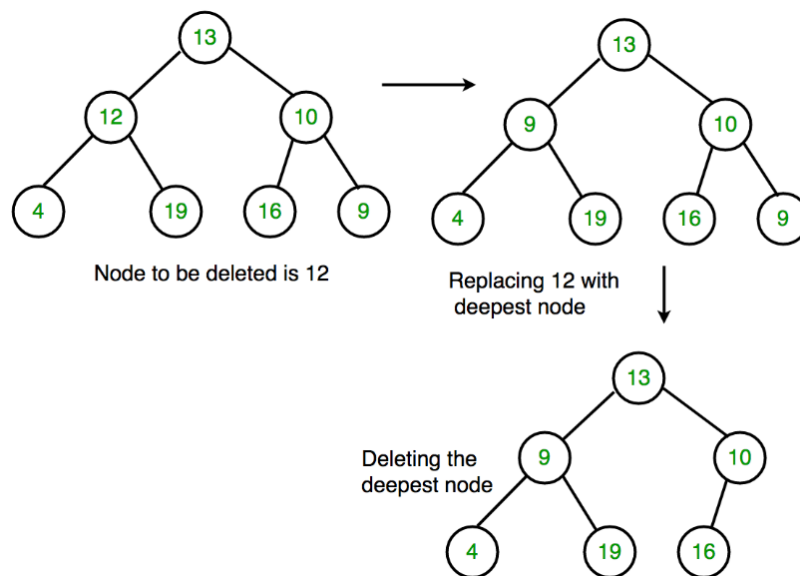 13
12 10
4 19 16 9
Node to be deleted is 12
13
9 10
4 19 16 9
Replacing 12 with
deepest node
13
9 10
4 19 16
Deleting the
deepest node